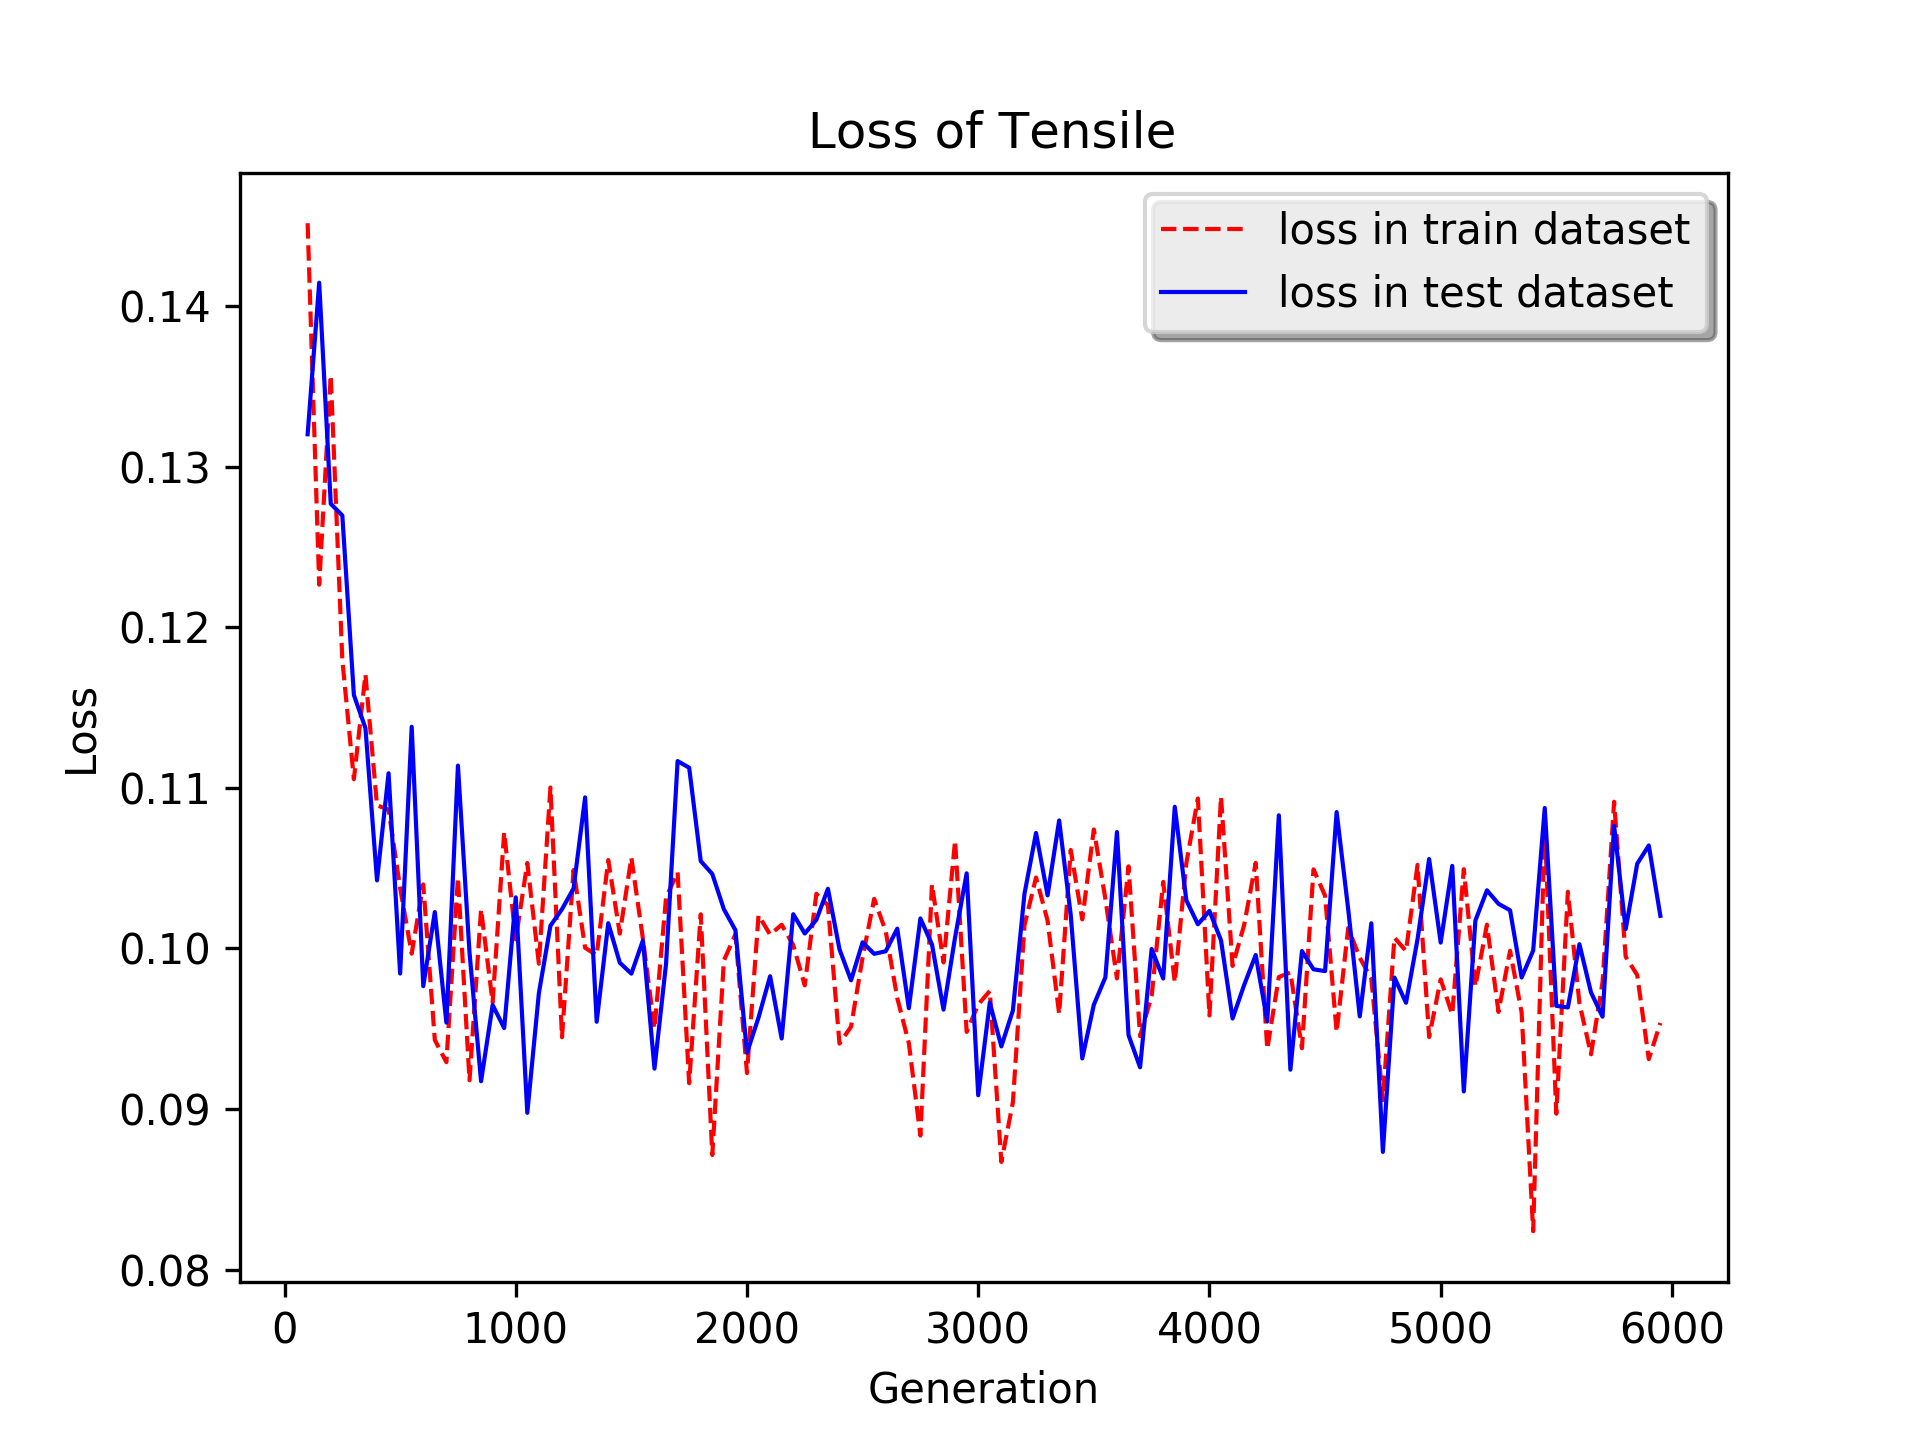 Loss of Tensile
loss in train dataset
loss in test dataset
0.14
0.13
0.12
0.11
0.10
0.09
0.08
Loss
0 1000 2000 3000 4000 5000 6000
Generation